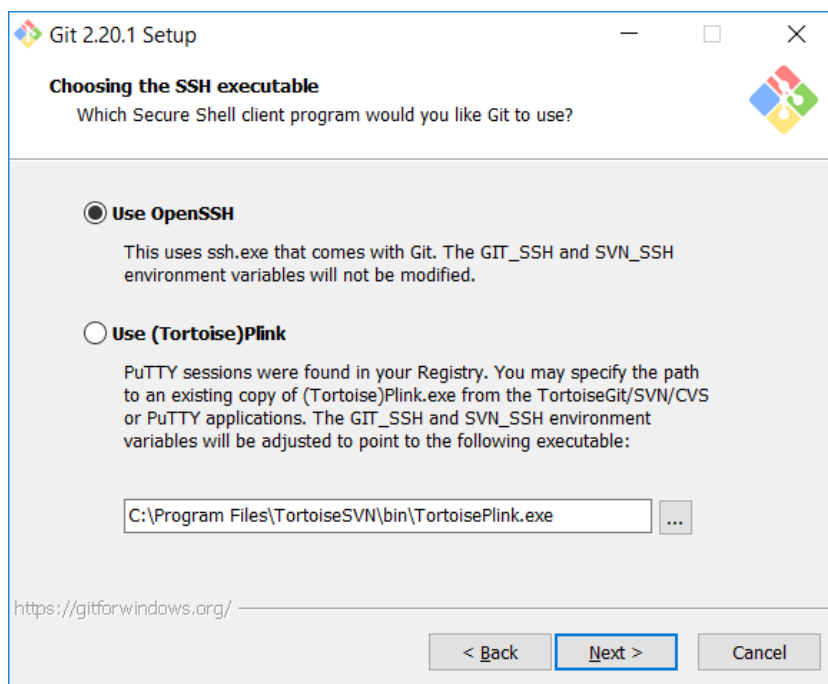 Git 2.20.1 Setup
Choosing the SSH executable
Which Secure Shell client program would you like Git to use?
Use OpenSSH
This uses ssh.exe that comes with Git. The GIT_SSH and SVN_SSH
environment variables will not be modified.
Use (Tortoise)Plink
PuTTY sessions were found in your Registry. You may specify the path
to an existing copy of (Tortoise)Plink.exe from the TortoiseGit/SVN/CVS
or PuTTY applications. The GIT_SSH and SVN_SSH environment
variables will be adjusted to point to the following executable:
C:\Program Files\TortoiseSVN\bin\TortoisePlink.exe
...
https://gitforwindows.org/
< Back
Next >
Cancel